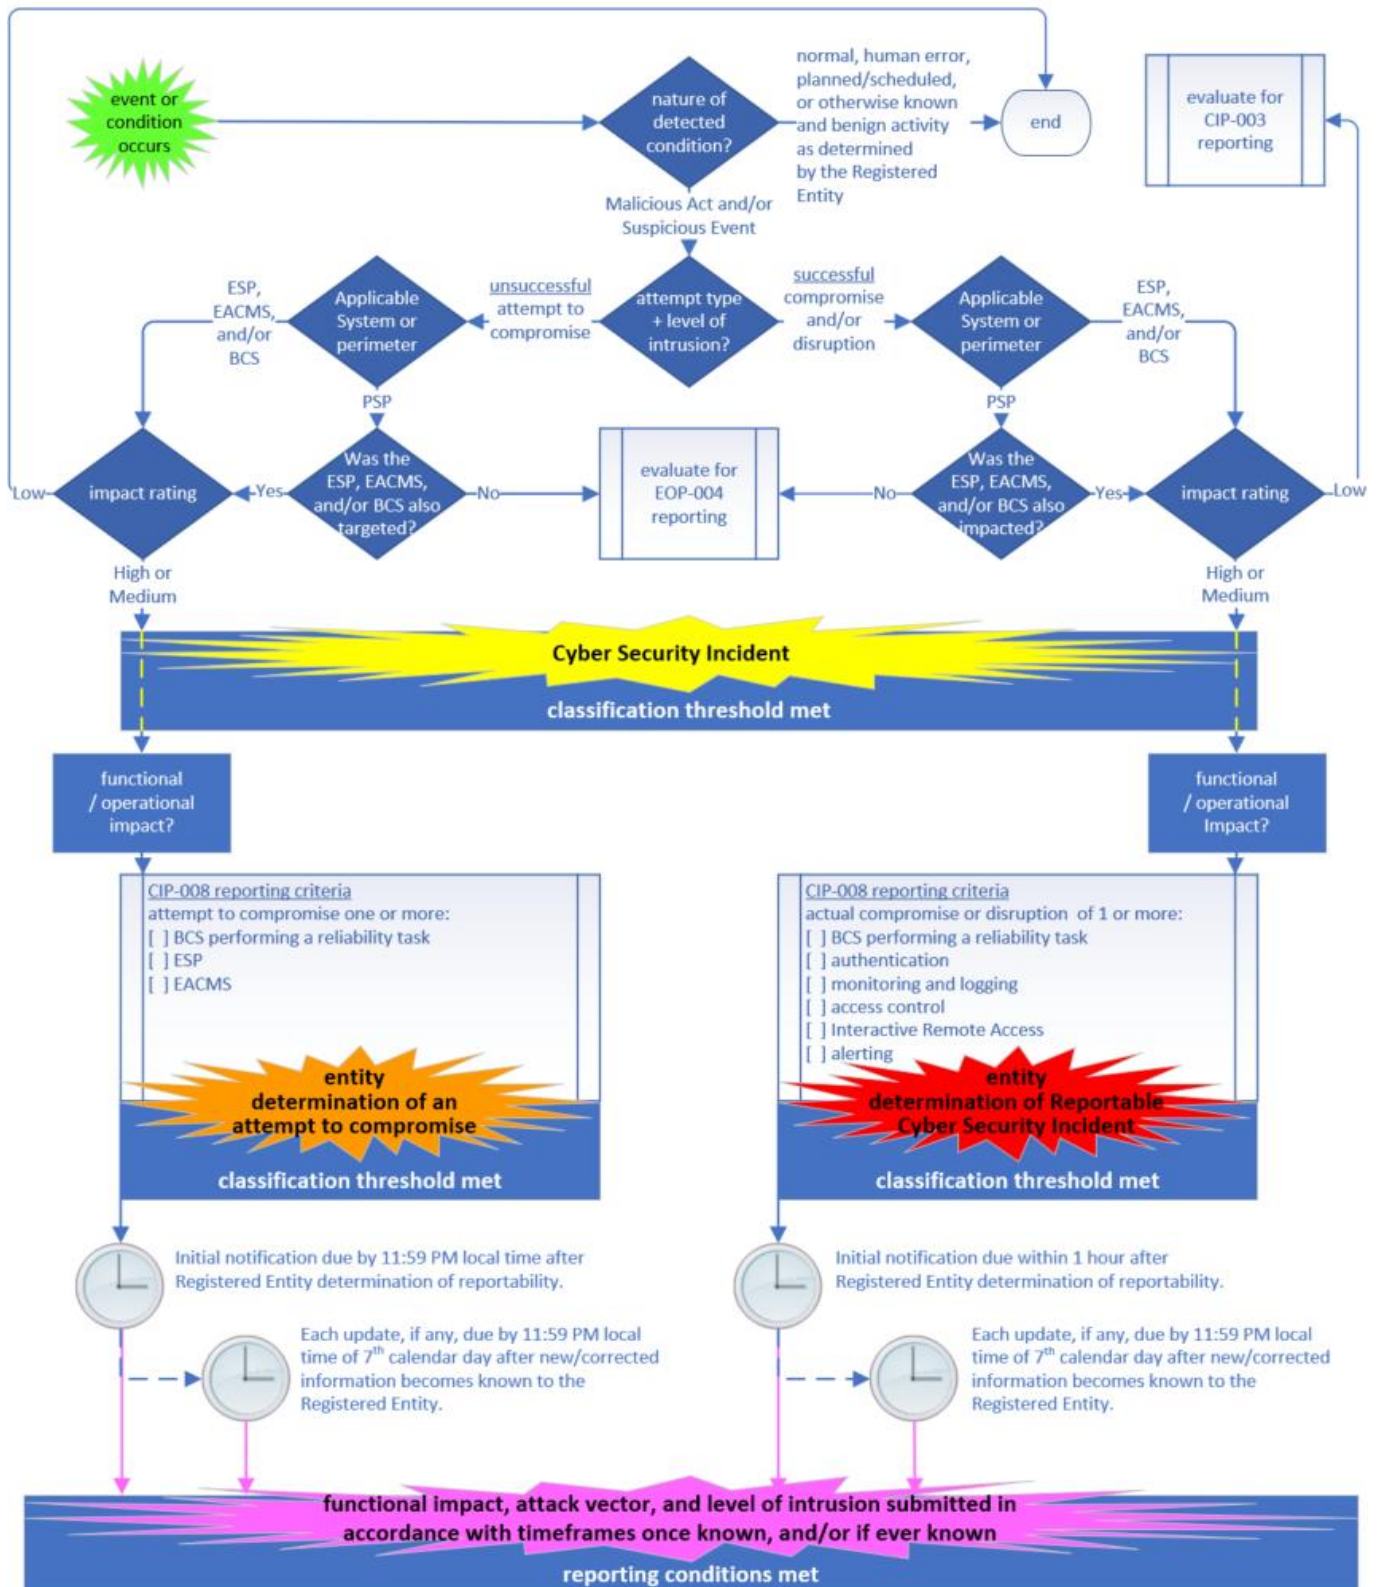 event or
condition
occurs
nature of
detected
condition?
normal, human error,
planned/scheduled,
or otherwise known
and benign activity
as determined
by the Registered
Entity
end
evaluate for
CIP-003
reporting
Malicious Act and/or
Suspicious Event
ESP,
EACMS,
and/or
BCS
Applicable
System or
perimeter
unsuccessful
attempt to
compromise
attempt type
+ level of
intrusion?
successful
compromise
and/or
disruption
Applicable
System or
perimeter
ESP,
EACMS,
and/or
BCS
PSP
PSP
Low
impact rating
Yes
Was the
ESP, EACMS,
and/or BCS also
targeted?
No
evaluate for
EOP-004
reporting
No
Was the
ESP, EACMS,
and/or BCS also
impacted?
Yes
impact rating
Low
High or
Medium
High or
Medium
Cyber Security Incident
classification threshold met
functional
/ operational
impact?
functional
/ operational
Impact?
CIP-008 reporting criteria
attempt to compromise one or more:
[ ] BCS performing a reliability task
[ ] ESP
[ ] EACMS
entity
determination of an
attempt to compromise
classification threshold met
CIP-008 reporting criteria
actual compromise or disruption of 1 or more:
[ ] BCS performing a reliability task
[ ] authentication
[ ] monitoring and logging
[ ] access control
[ ] Interactive Remote Access
[ ] alerting
entity
determination of Reportable
Cyber Security Incident
classification threshold met
Initial notification due by 11:59 PM local time after
Registered Entity determination of reportability.
Each update, if any, due by 11:59 PM local
time of 7th calendar day after new/corrected
information becomes known to the
Registered Entity.
Initial notification due within 1 hour after
Registered Entity determination of reportability.
Each update, if any, due by 11:59 PM local
time of 7th calendar day after new/corrected
information becomes known to the
Registered Entity.
functional impact, attack vector, and level of intrusion submitted in
accordance with timeframes once known, and/or if ever known
reporting conditions met